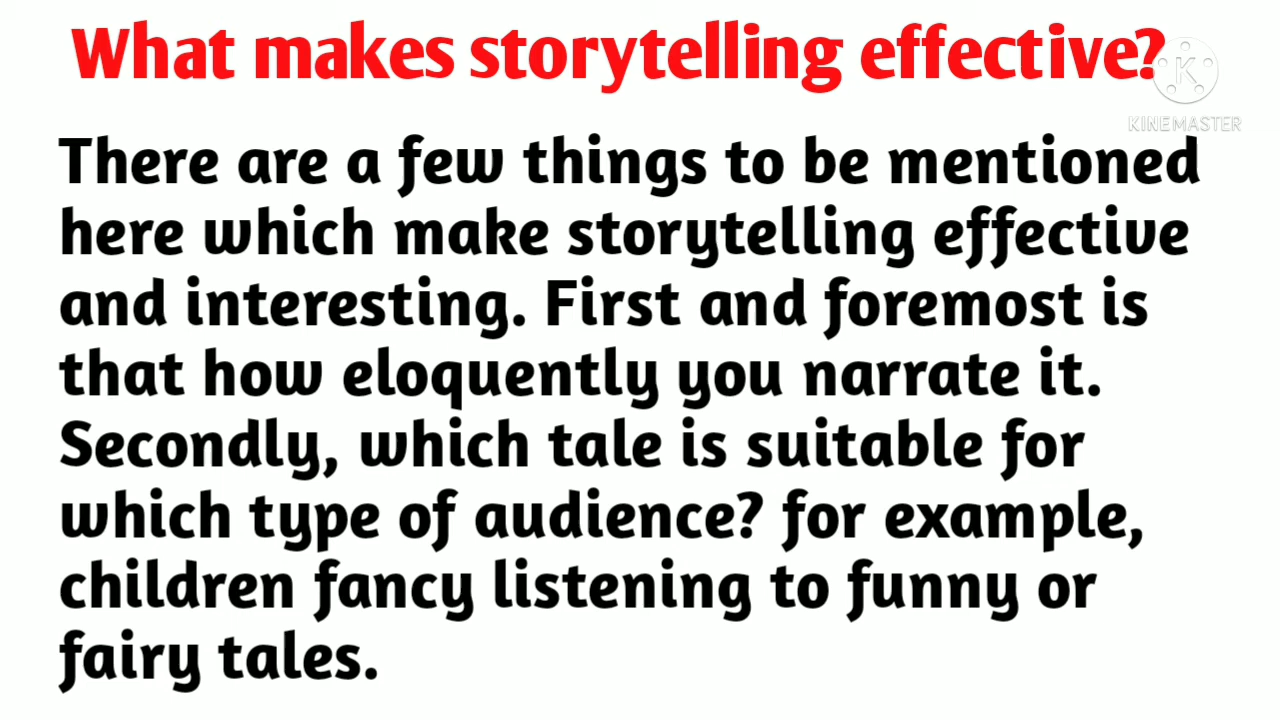 What makes storytelling effective?
K
KINEMASTER
There are a few things to be mentioned
here which make storytelling effective
and interesting. First and foremost is
that how eloquently you narrate it.
Secondly, which tale is suitable for
which type of audience? for example,
children fancy listening to funny or
fairy tales.